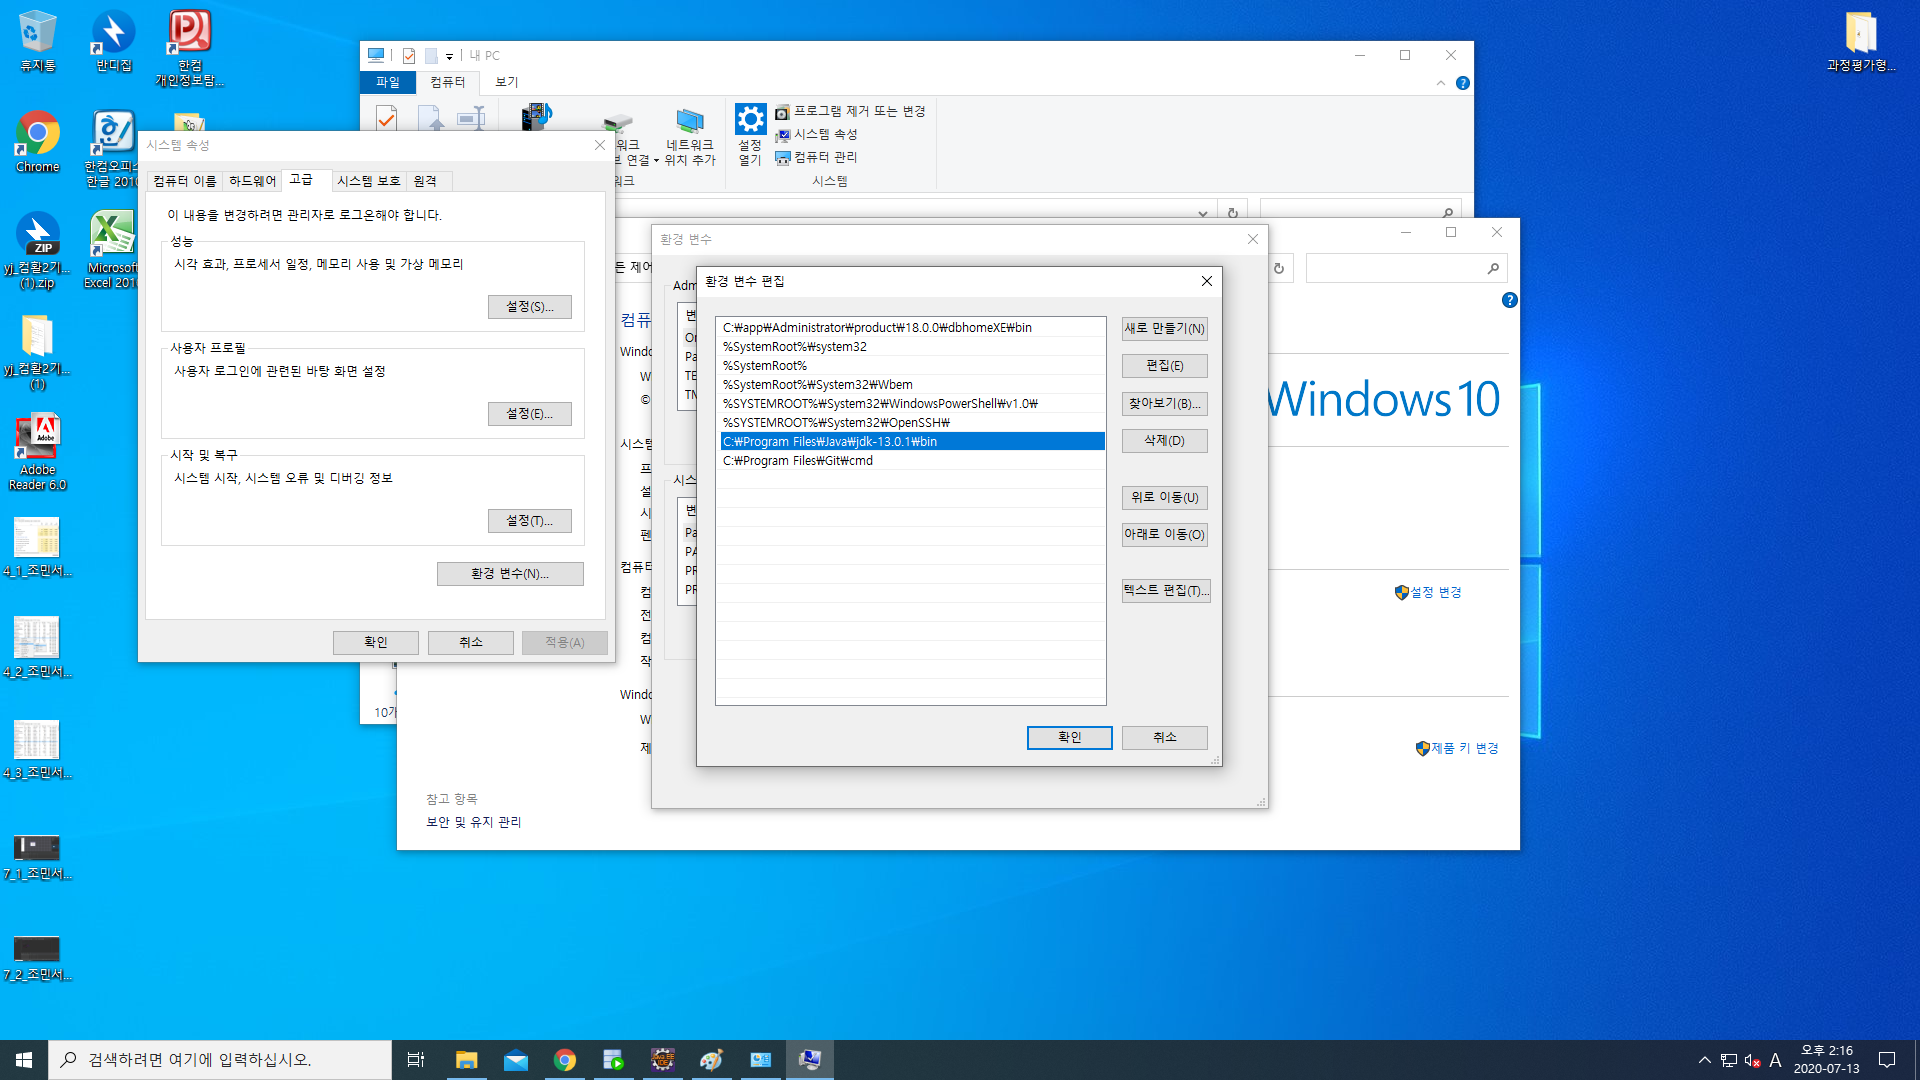 휴지통
반디집
한컴
개인정보탐...
Chrome
한컴오피스
한글 2010
yj_컴활2기...
(1).zip
Microsoft
Excel 2010
yj_컴활2기...
(1)
Adobe
Adobe
Reader 6.0
4_1_조민서...
4_2_조민서...
4_3_조민서...
7_1_조민서...
7_2_조민서...
과정평가형...
내 PC
파일
컴퓨터
보기
네트워크
위치 추가
설정
열기
프로그램 제거 또는 변경
시스템 속성
컴퓨터 관리
시스템
시스템 속성
컴퓨터 이름
하드웨어
고급
시스템 보호
원격
이 내용을 변경하려면 관리자로 로그온해야 합니다.
성능
시각 효과, 프로세서 일정, 메모리 사용 및 가상 메모리
설정(S)...
사용자 프로필
사용자 로그인에 관련된 바탕 화면 설정
설정(E)...
시작 및 복구
시스템 시작, 시스템 오류 및 디버깅 정보
설정(T)...
환경 변수(N)...
확인
취소
적용(A)
환경 변수
환경 변수 편집
C:₩app₩Administrator₩product₩18.0.0₩dbhomeXE₩bin
%SystemRoot%₩system32
%SystemRoot%
%SystemRoot%₩System32₩Wbem
%SYSTEMROOT%₩System32₩WindowsPowerShell₩v1.0₩
%SYSTEMROOT%₩System32₩OpenSSH₩
C:₩Program Files₩Java₩jdk-13.0.1₩bin
C:₩Program Files₩Git₩cmd
새로 만들기(N)
편집(E)
찾아보기(B)...
삭제(D)
위로 이동(U)
아래로 이동(O)
텍스트 편집(T)...
확인
취소
Windows 10
설정 변경
제품 키 변경
참고 항목
보안 및 유지 관리
검색하려면 여기에 입력하십시오.
A
오후 2:16
2020-07-13